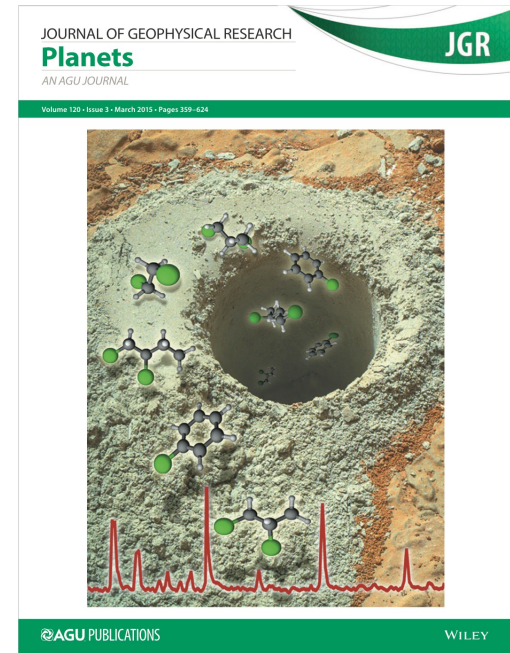 JOURNAL OF GEOPHYSICAL RESEARCH
Planets
AN AGU JOURNAL
JGR
Volume 120 • Issue 3 • March 2015 • Pages 359–624
AGU PUBLICATIONS
WILEY